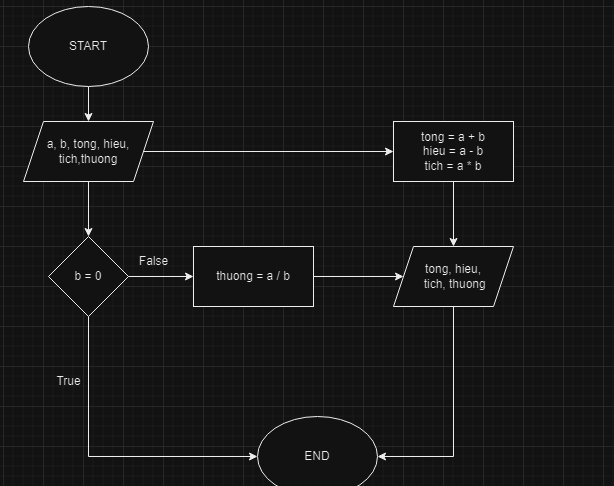 START
a, b, tong, hieu,
tich,thuong
tong = a + b
hieu = a - b
tich = a * b
b = 0
False
thuong = a / b
tong, hieu,
tich, thuong
True
END